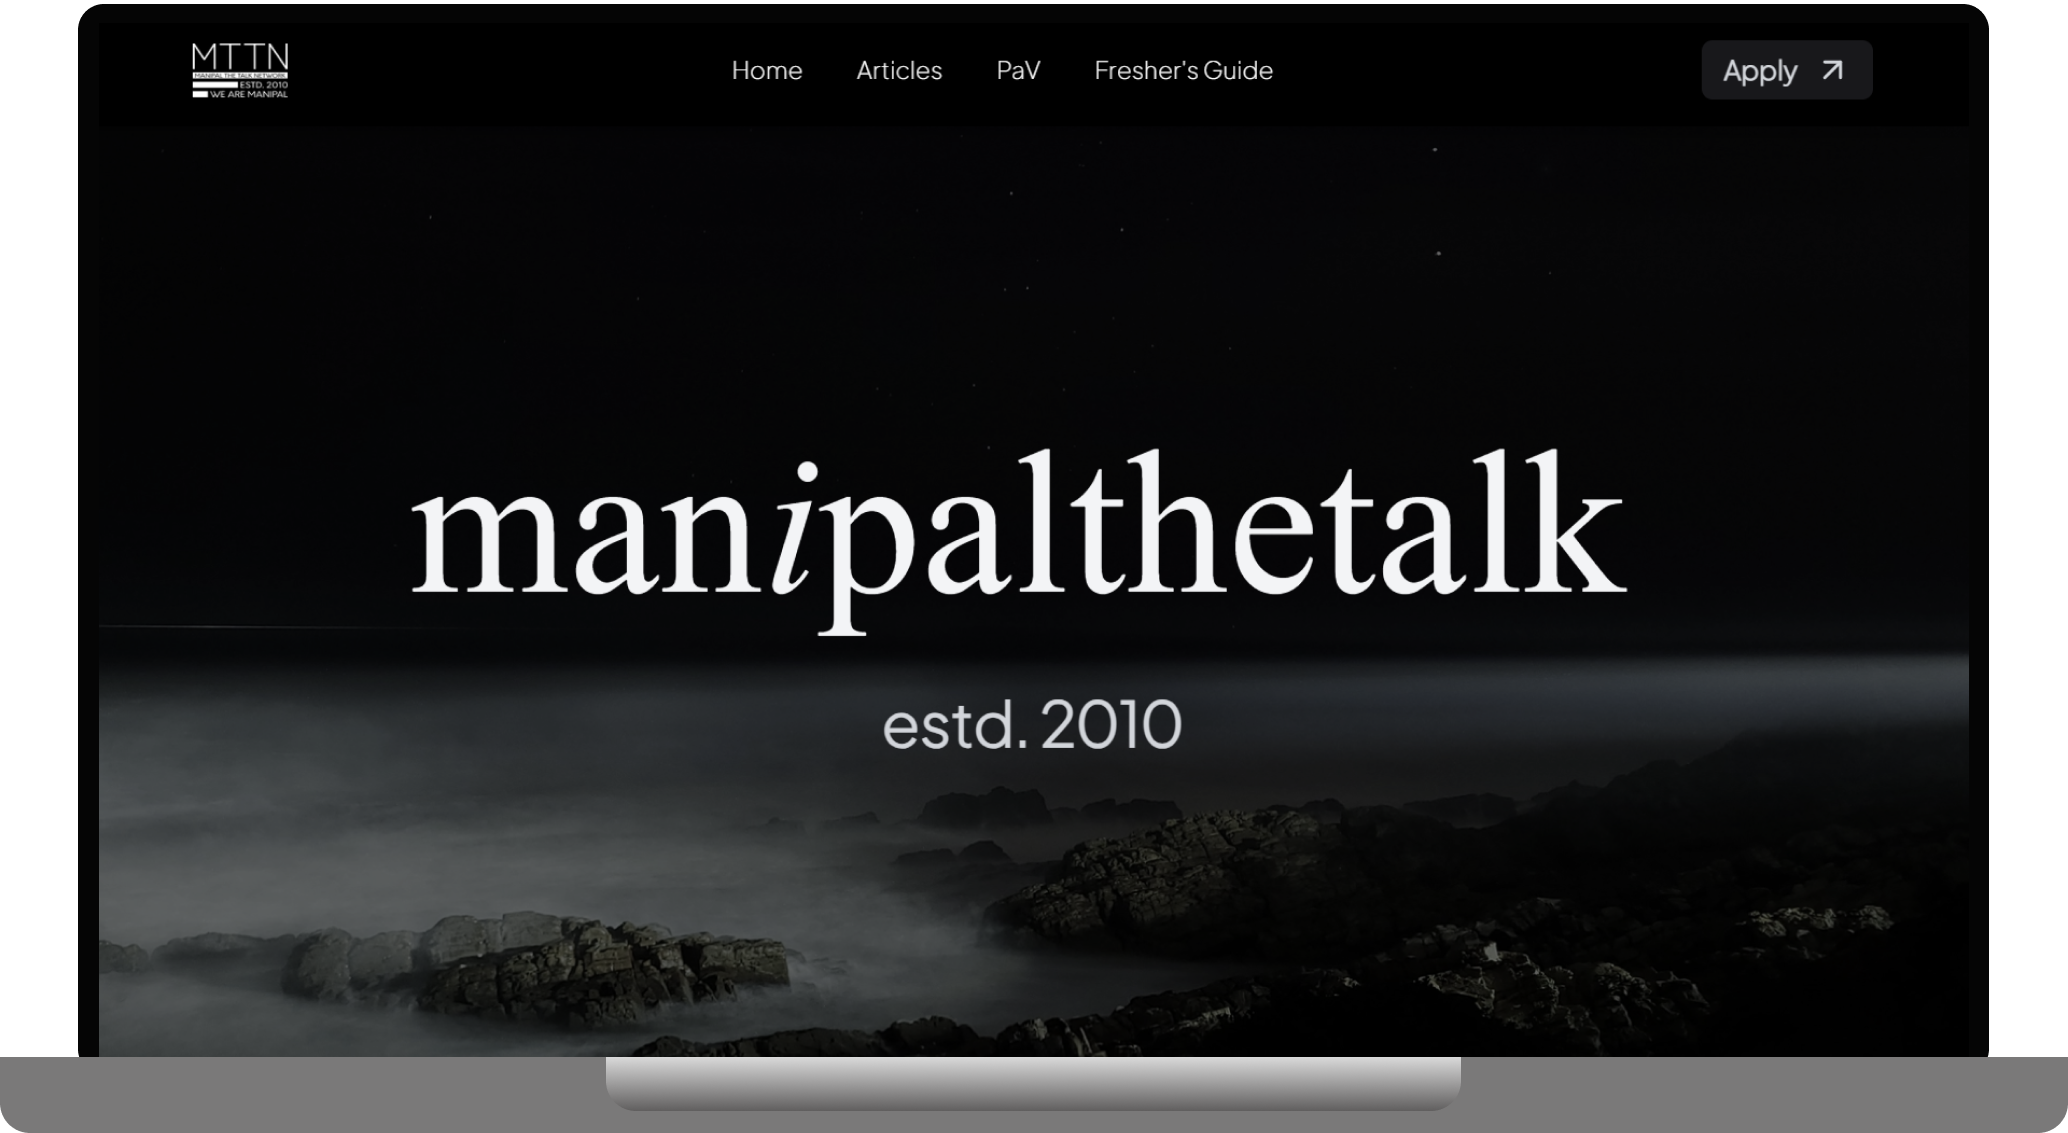 MTTN
MANIPAL THE TALK NETWORK
ESTD. 2010
WE ARE MANIPAL
Home Articles PaV Fresher's Guide
Apply
manipalthetalk
estd. 2010